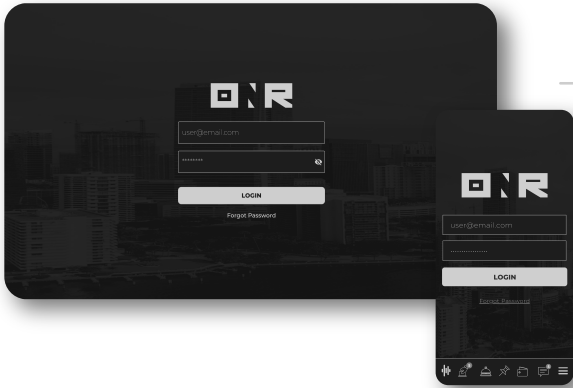 ONR
user@email.com
********
LOGIN
Forgot Password
ONR
user@email.com
.................
LOGIN
Forgot Password